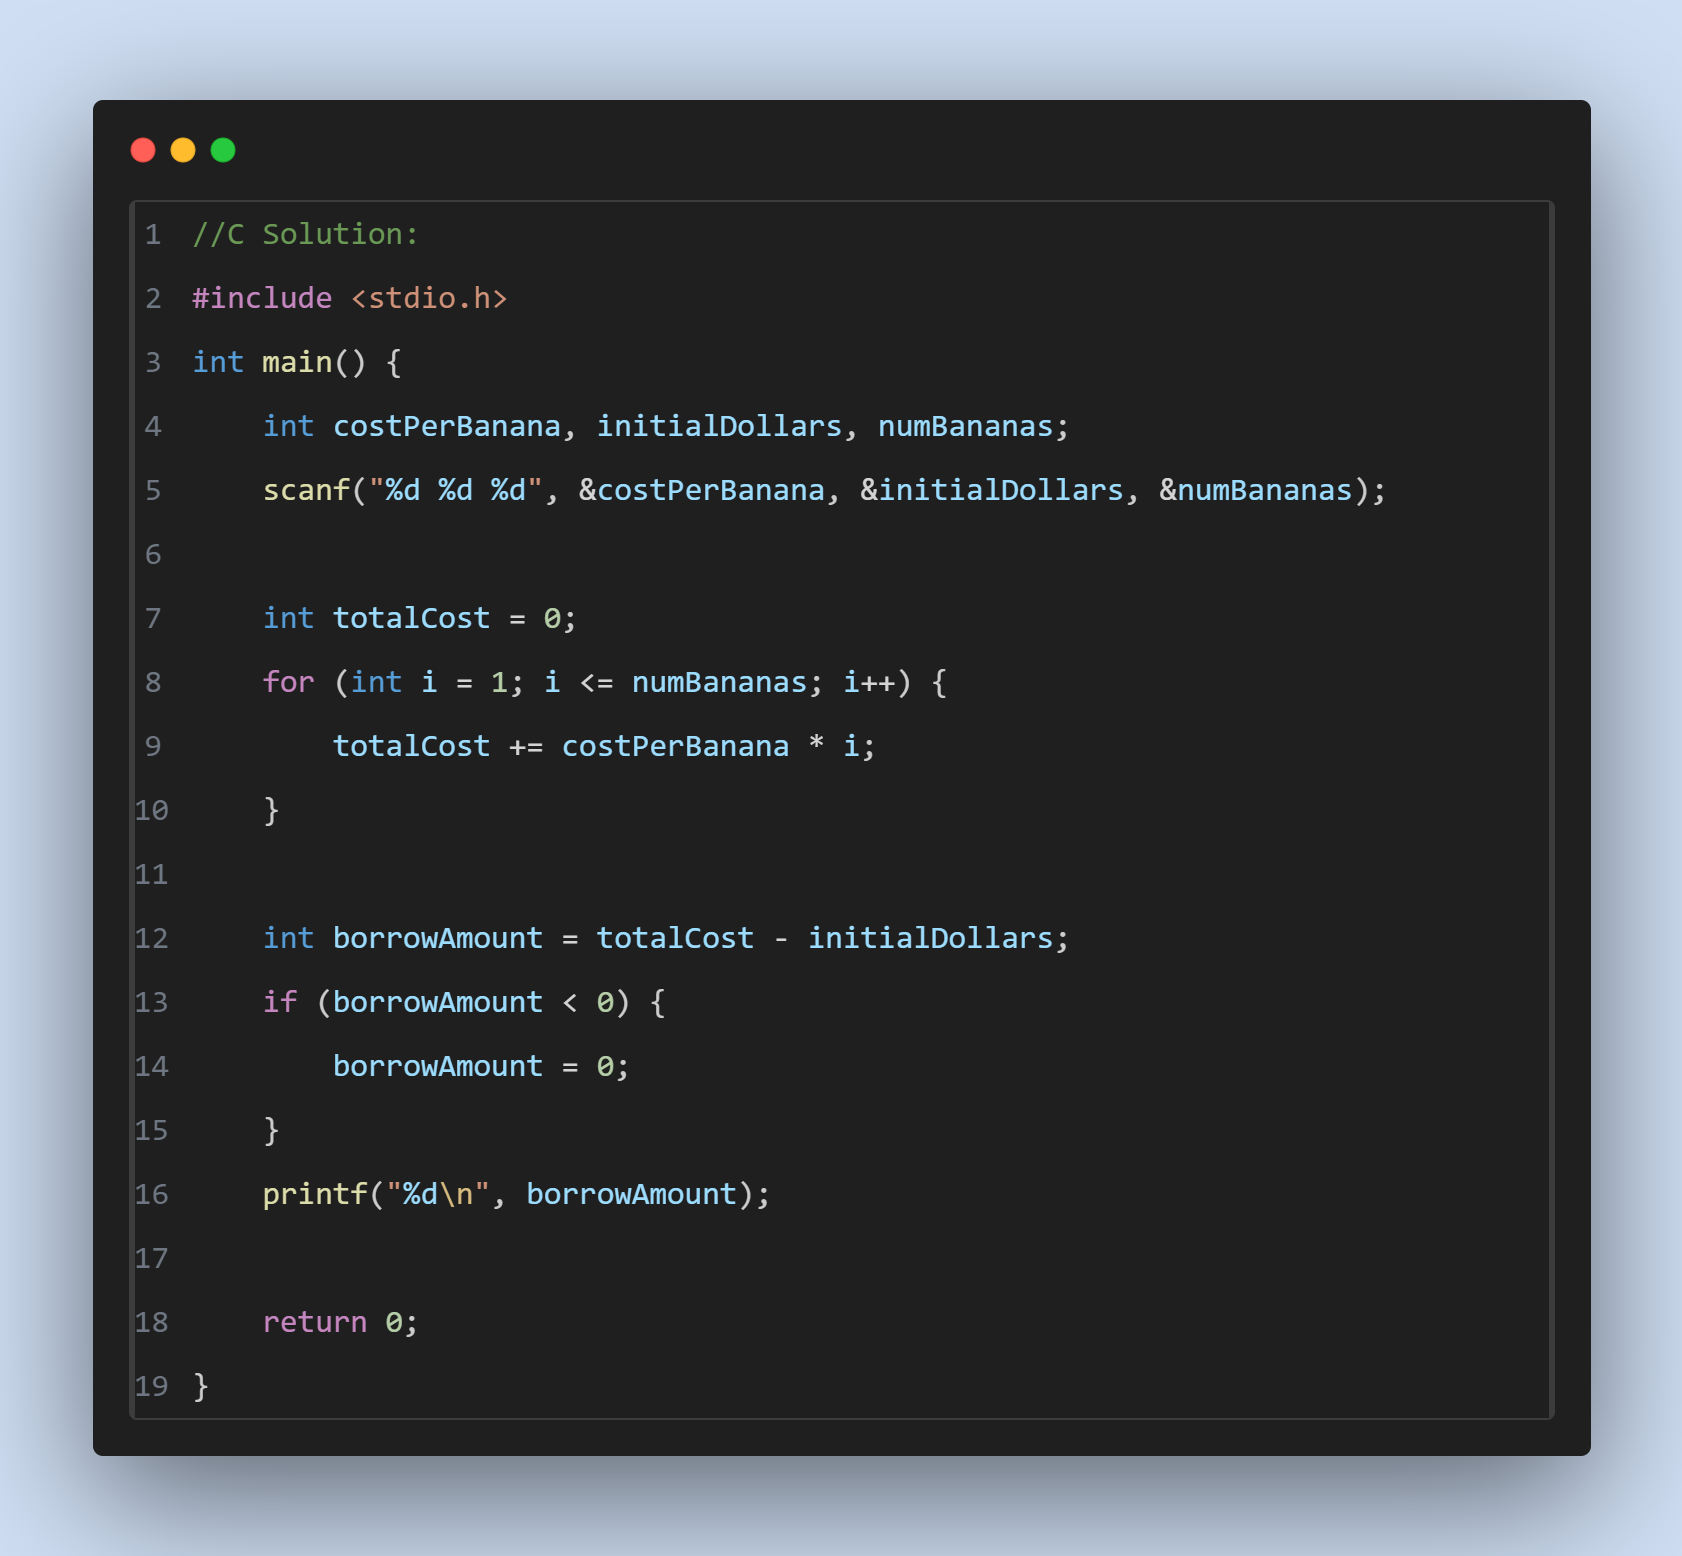 1 //C Solution:
2 #include <stdio.h>
3 int main() {
4     int costPerBanana, initialDollars, numBananas;
5     scanf("%d %d %d", &costPerBanana, &initialDollars, &numBananas);
6
7     int totalCost = 0;
8     for (int i = 1; i <= numBananas; i++) {
9         totalCost += costPerBanana * i;
10     }
11
12     int borrowAmount = totalCost - initialDollars;
13     if (borrowAmount < 0) {
14         borrowAmount = 0;
15     }
16     printf("%d\n", borrowAmount);
17
18     return 0;
19 }